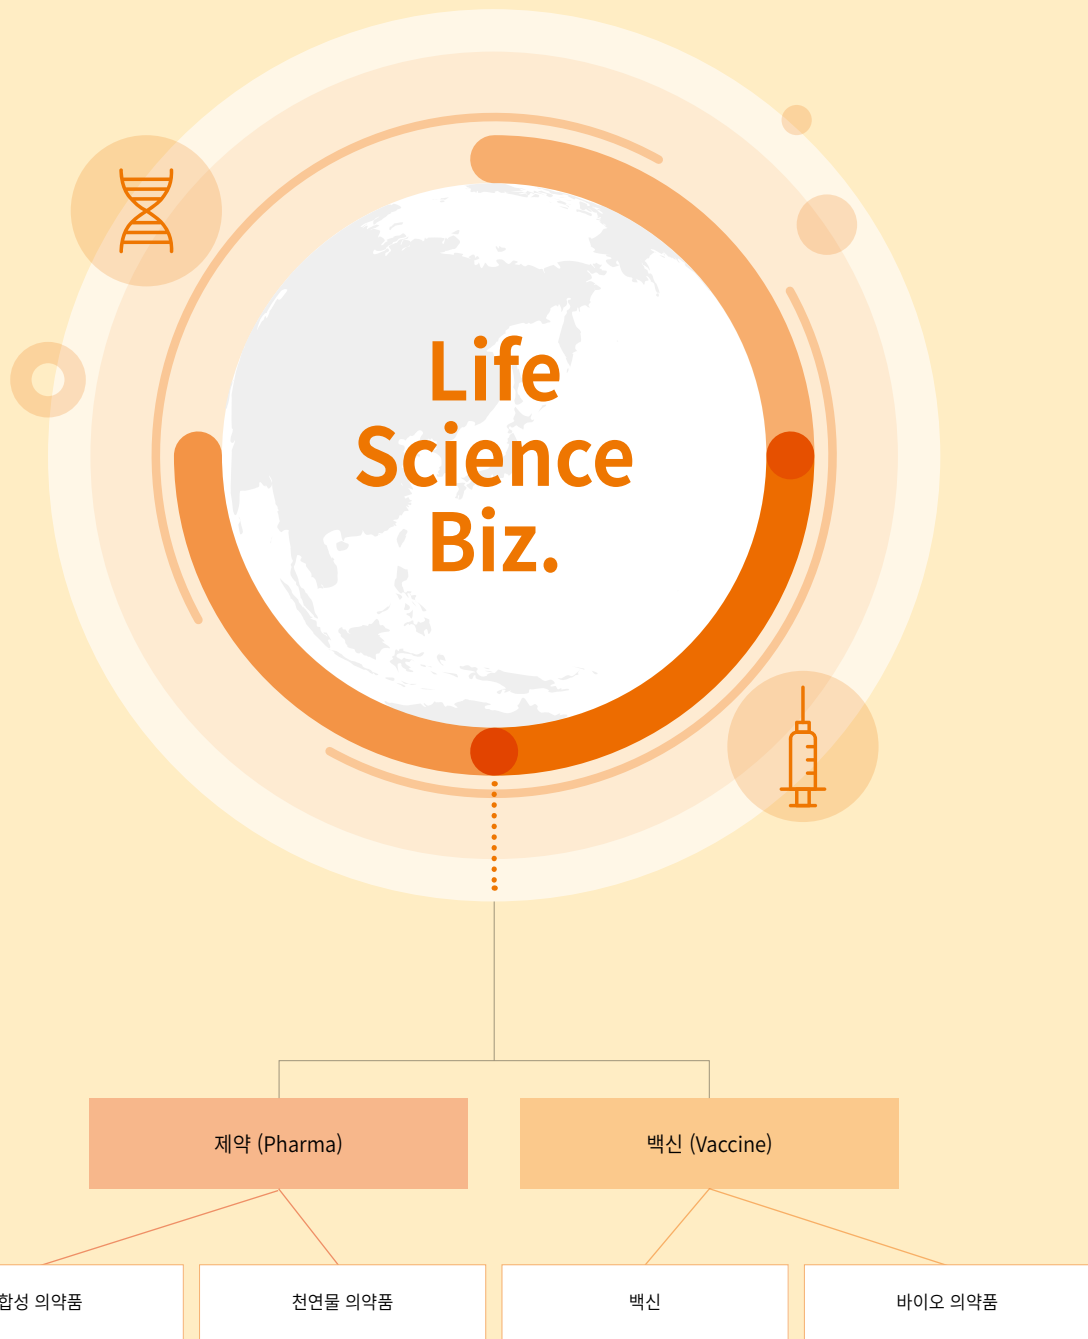 Life
Science
Biz.
제약 (Pharma)
백신 (Vaccine)
합성 의약품
천연물 의약품
백신
바이오 의약품